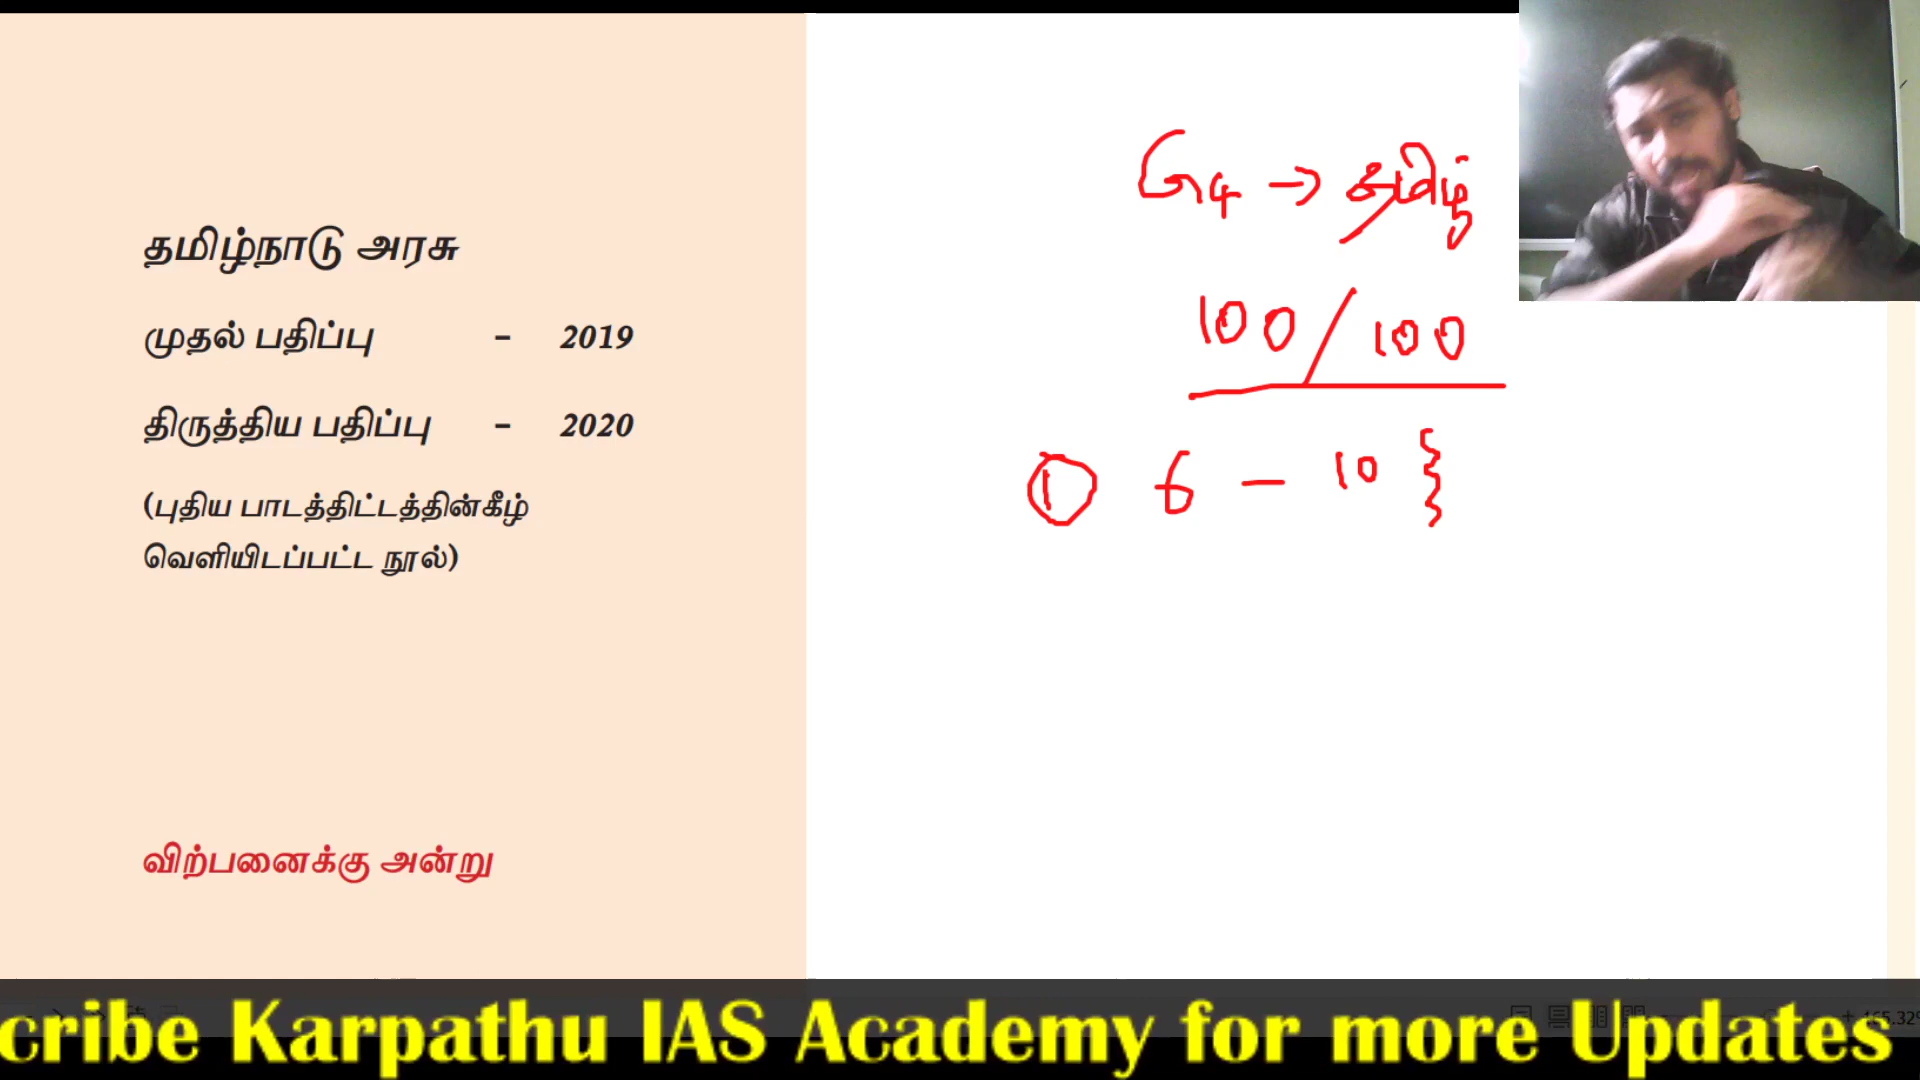 தமிழ்நாடு அரசு
முதல் பதிப்பு - 2019
திருத்திய பதிப்பு - 2020
(புதிய பாடத்திட்டத்தின்கீழ்
வெளியிடப்பட்ட நூல்)
விற்பனைக்கு அன்று
G4 → தமிழ்
100/100
① 6 - 10 }
cribe Karpathu IAS Academy for more Updates